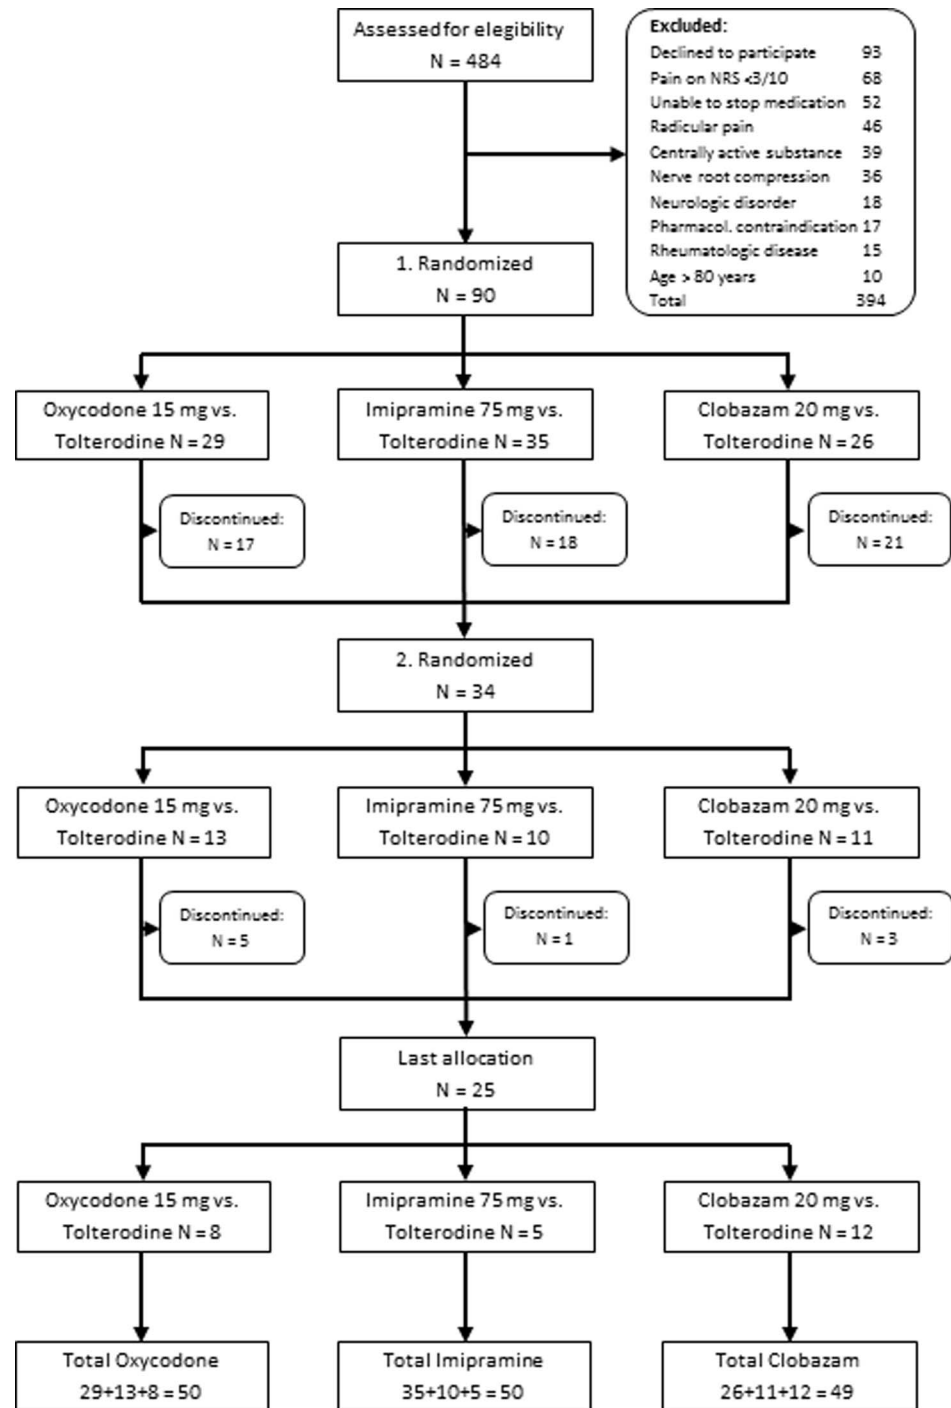 Assessed for elegibility
N = 484
Excluded:
Declined to participate 93
Pain on NRS <3/10 68
Unable to stop medication 52
Radicular pain 46
Centrally active substance 39
Nerve root compression 36
Neurologic disorder 18
Pharmacol. contraindication 17
Rheumatologic disease 15
Age > 80 years 10
Total 394
1. Randomized
N = 90
Oxycodone 15 mg vs.
Tolterodine N = 29
Imipramine 75 mg vs.
Tolterodine N = 35
Clobazam 20 mg vs.
Tolterodine N = 26
Discontinued:
N = 17
Discontinued:
N = 18
Discontinued:
N = 21
2. Randomized
N = 34
Oxycodone 15 mg vs.
Tolterodine N = 13
Imipramine 75 mg vs.
Tolterodine N = 10
Clobazam 20 mg vs.
Tolterodine N = 11
Discontinued:
N = 5
Discontinued:
N = 1
Discontinued:
N = 3
Last allocation
N = 25
Oxycodone 15 mg vs.
Tolterodine N = 8
Imipramine 75 mg vs.
Tolterodine N = 5
Clobazam 20 mg vs.
Tolterodine N = 12
Total Oxycodone
29+13+8 = 50
Total Imipramine
35+10+5 = 50
Total Clobazam
26+11+12 = 49